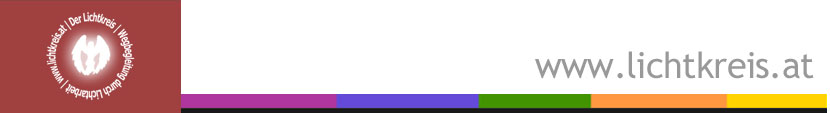 www.lichtkreis.at | Der Lichtkreis | Wegbegleitung durch Lichtarbeit |
www.lichtkreis.at